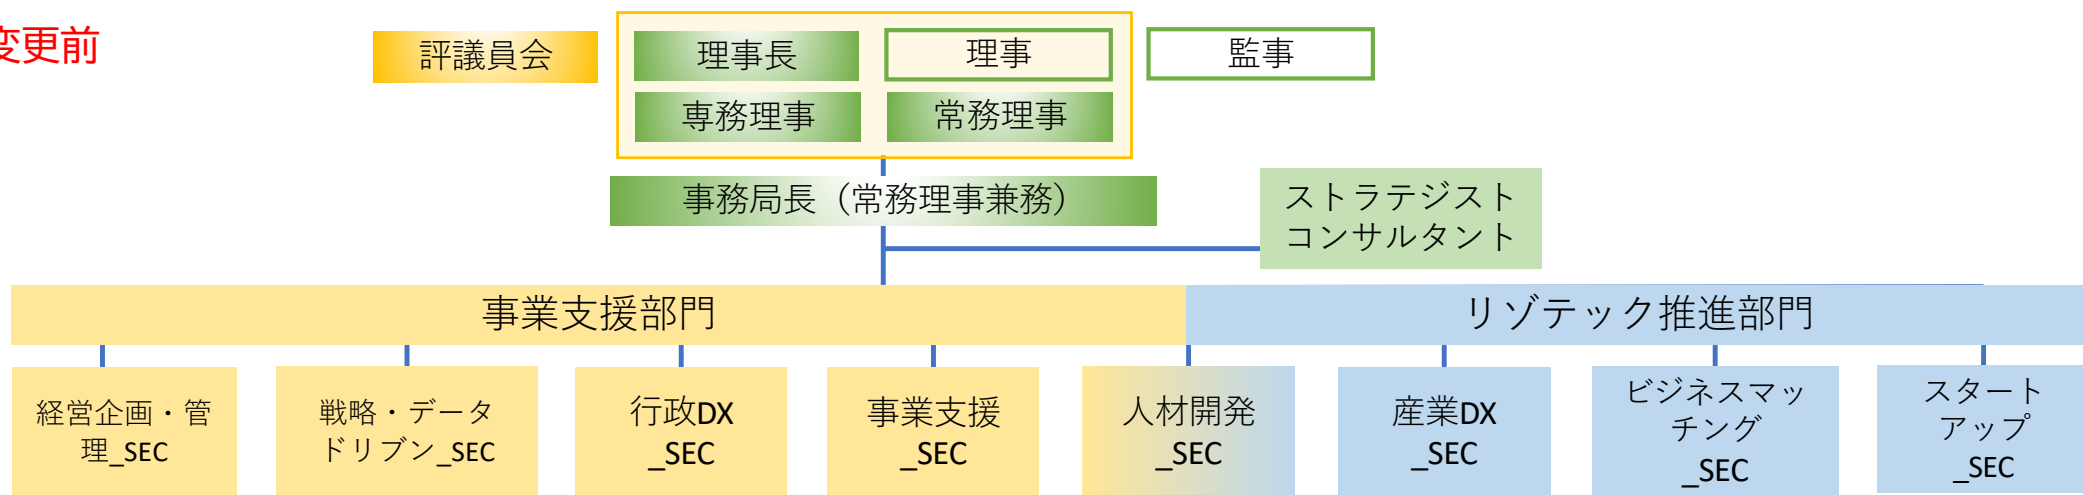 変更前
評議員会
理事長
理事
監事
専務理事
常務理事
事務局長（常務理事兼務）
ストラテジスト
コンサルタント
事業支援部門
リゾテック推進部門
経営企画・管
理_SEC
戦略・データ
ドリブン_SEC
行政DX
_SEC
事業支援
_SEC
人材開発
_SEC
産業DX
_SEC
ビジネスマッ
チング
_SEC
スタート
アップ
_SEC